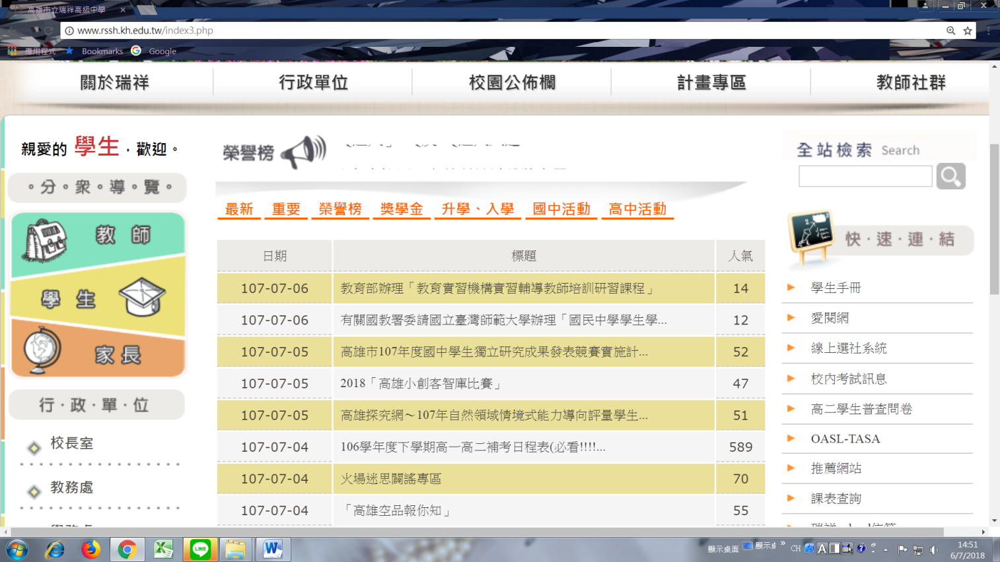 高雄市立瑞祥高級中學
www.rssh.kh.edu.tw/index3.php
應用程式 Bookmarks Google
關於瑞祥 行政單位 校園公佈欄 計畫專區 教師社群
親愛的 學生，歡迎。
。分。衆。導。覽。
教 師
學 生
家 長
行．政．單．位
校長室
教務處
榮譽榜
最新 重要 榮譽榜 獎學金 升學、入學 國中活動 高中活動
日期 標題 人氣
107-07-06 教育部辦理「教育實習機構實習輔導教師培訓研習課程」 14
107-07-06 有關國教署委請國立臺灣師範大學辦理「國民中學學生學... 12
107-07-05 高雄市107年度國中學生獨立研究成果發表競賽實施計... 52
107-07-05 2018「高雄小創客智庫比賽」 47
107-07-05 高雄探究網～107年自然領域情境式能力導向評量學生... 51
107-07-04 106學年度下學期高一高二補考日程表(必看!!!!... 589
107-07-04 火場迷思闢謠專區 70
107-07-04 「高雄空品報你知」 55
全站檢索 Search
快．速．連．結
學生手冊
愛閱網
線上選社系統
校內考試訊息
高二學生普查問卷
OASL-TASA
推薦網站
課表查詢
LINE
顯示桌面 顯示桌 » CH A
14:51
6/7/2018